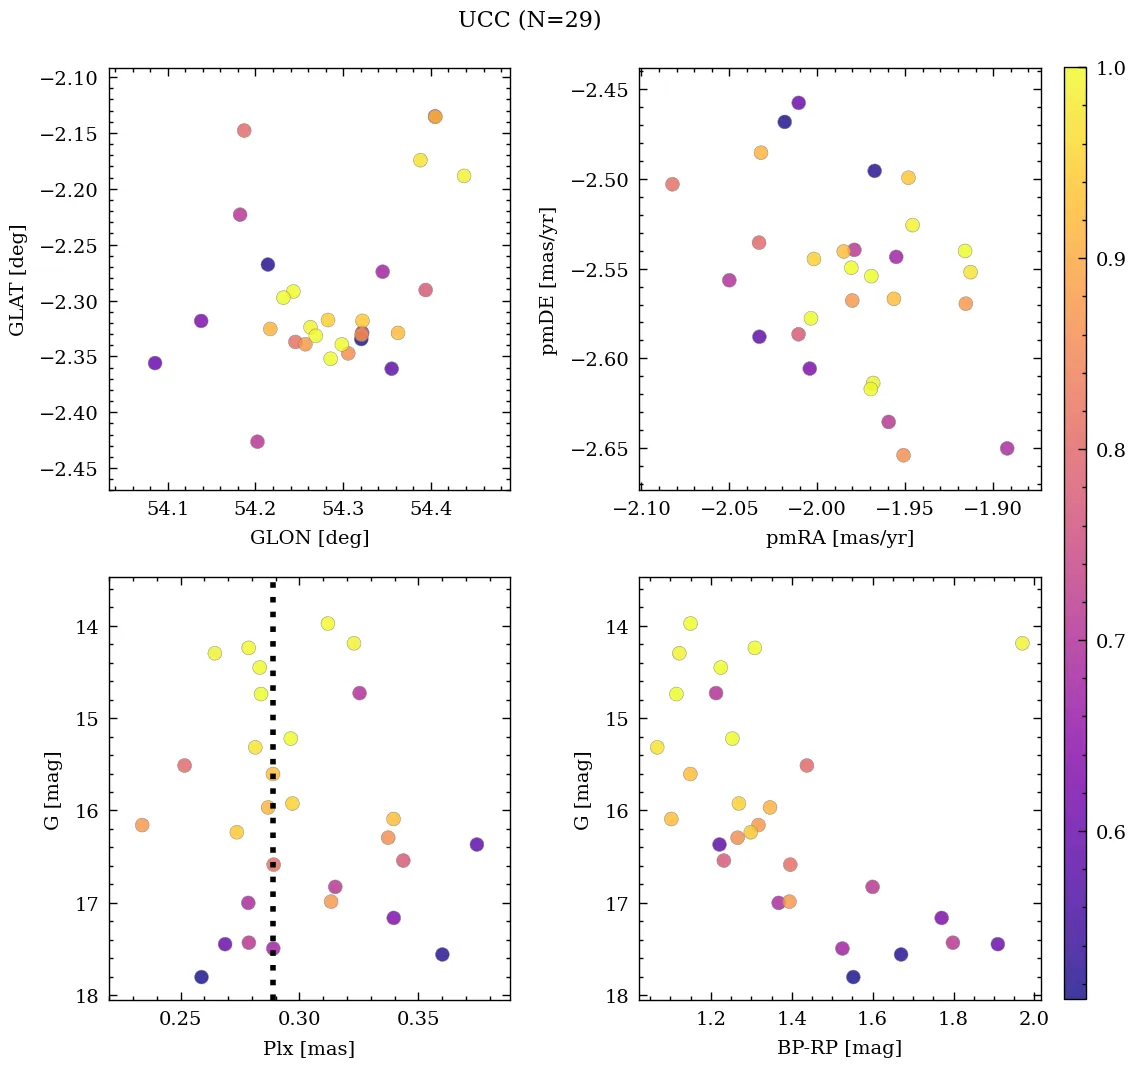 UCC (N=29)
−2.10
−2.15
−2.20
−2.25
−2.30
−2.35
−2.40
−2.45
GLAT [deg]
54.1 54.2 54.3 54.4
GLON [deg]
−2.45
−2.50
−2.55
−2.60
−2.65
pmDE [mas/yr]
−2.10 −2.05 −2.00 −1.95 −1.90
pmRA [mas/yr]
14
15
16
17
18
G [mag]
0.25 0.30 0.35
Plx [mas]
14
15
16
17
18
G [mag]
1.2 1.4 1.6 1.8 2.0
BP-RP [mag]
1.0
0.9
0.8
0.7
0.6